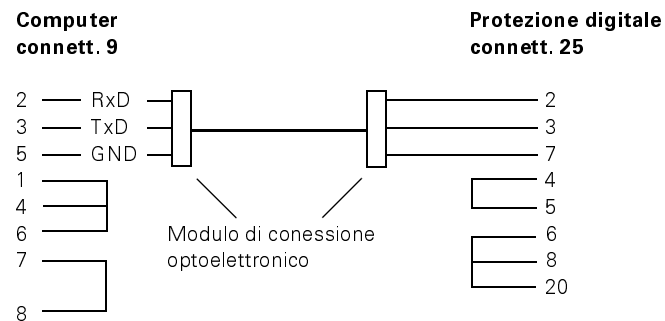 Computer
connett. 9
Protezione digitale
connett. 25
2 RxD 2
3 TxD 3
5 GND 7
1 4
4 5
6 6
7 8
20
8
Modulo di conessione
optoelettronico